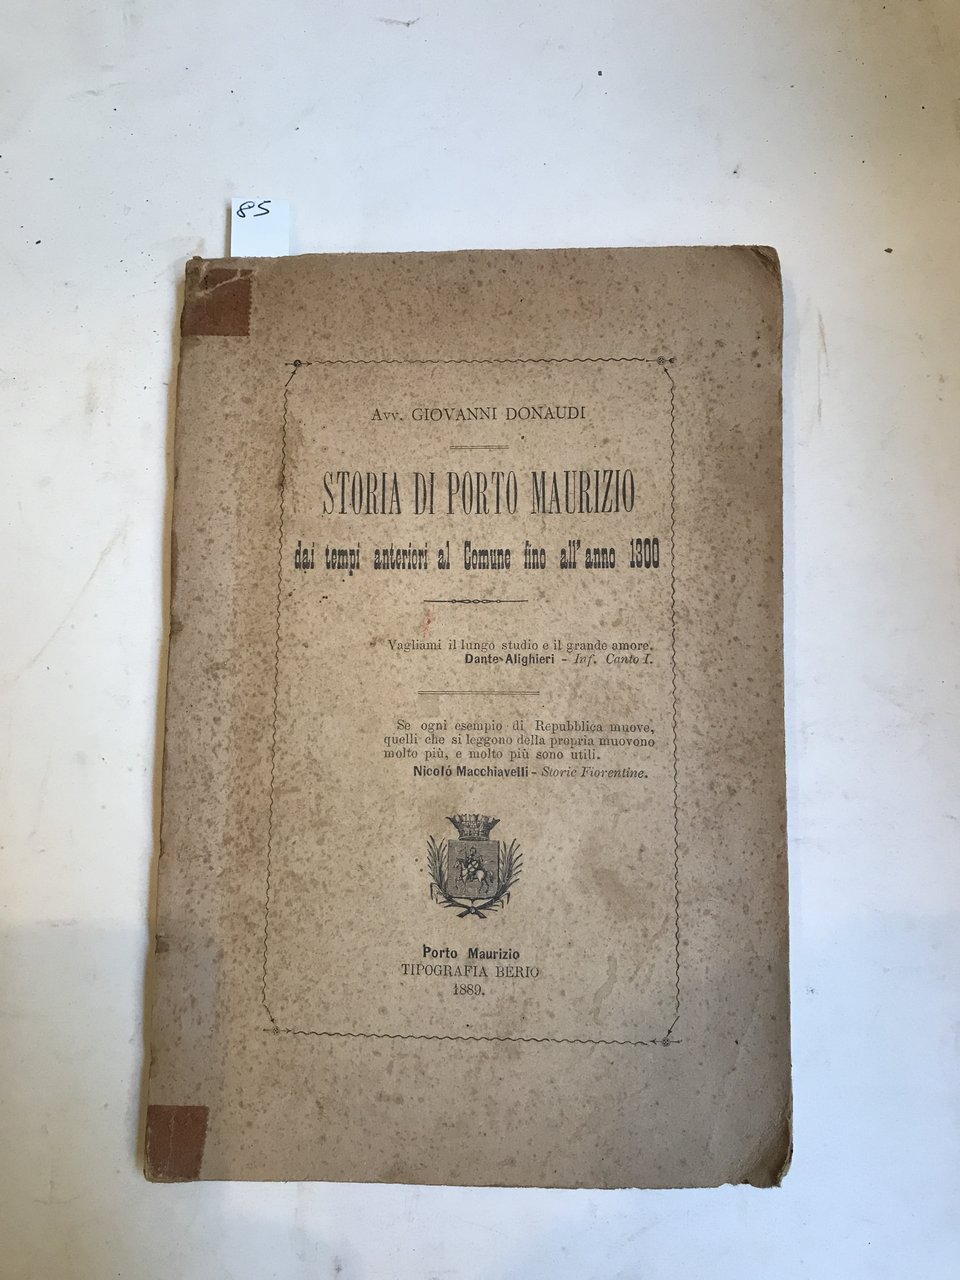 85
Avv. GIOVANNI DONAUDI
STORIA DI PORTO MAURIZIO
dai tempi anteriori al Comune fino all'anno 1300
Vagliami il lungo studio e il grande amore.
Dante Alighieri - Inf. Canto I.
Se ogni esempio di Repubblica muove,
quelli che si leggono della propria muovono
molto più, e molto più sono utili.
Nicoló Macchiavelli - Storie Fiorentine.
Porto Maurizio
TIPOGRAFIA BERIO
1889.